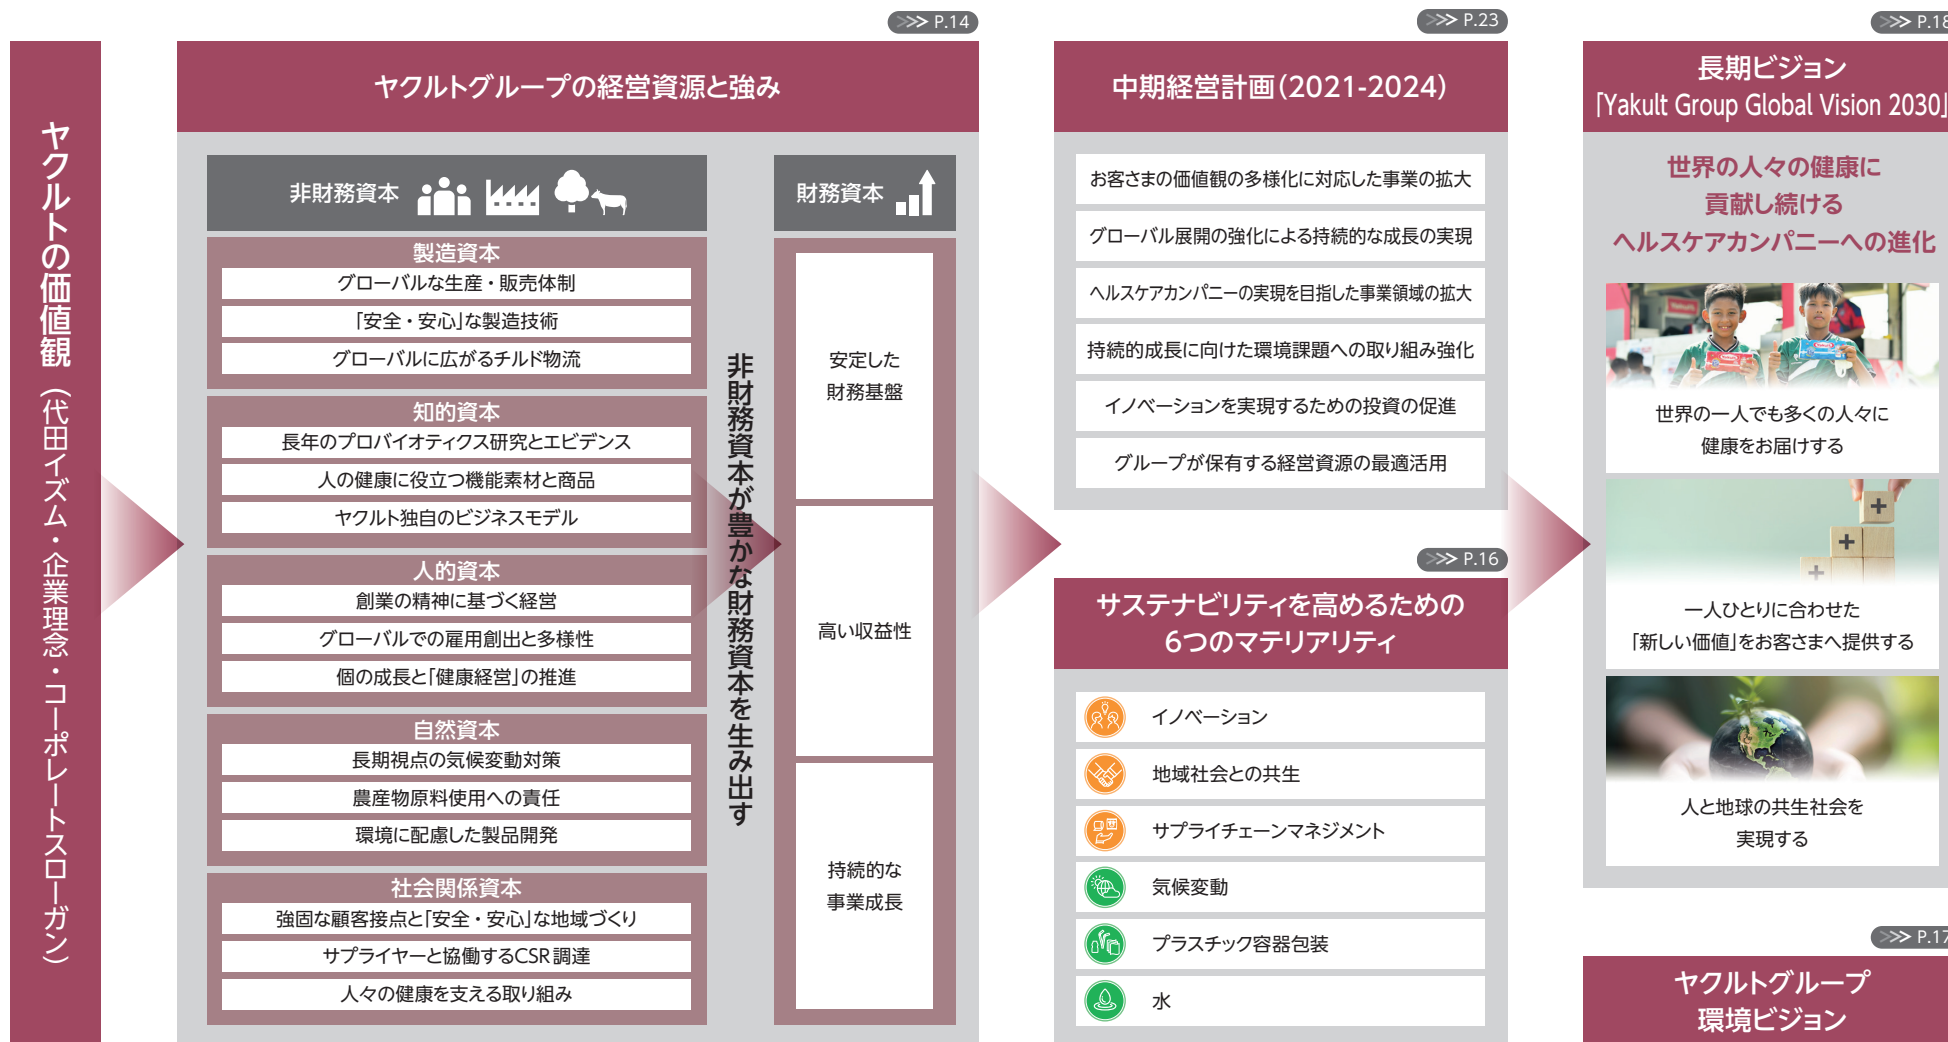 ヤクルトの価値観（代田イズム・企業理念・コーポレートスローガン）
>>> P.14
ヤクルトグループの経営資源と強み
非財務資本
製造資本
グローバルな生産・販売体制
「安全・安心」な製造技術
グローバルに広がるチルド物流
知的資本
長年のプロバイオティクス研究とエビデンス
人の健康に役立つ機能素材と商品
ヤクルト独自のビジネスモデル
人的資本
創業の精神に基づく経営
グローバルでの雇用創出と多様性
個の成長と「健康経営」の推進
自然資本
長期視点の気候変動対策
農産物原料使用への責任
環境に配慮した製品開発
社会関係資本
強固な顧客接点と「安全・安心」な地域づくり
サプライヤーと協働するCSR調達
人々の健康を支える取り組み
非財務資本が豊かな財務資本を生み出す
財務資本
安定した
財務基盤
高い収益性
持続的な
事業成長
>>> P.23
中期経営計画（2021-2024）
お客さまの価値観の多様化に対応した事業の拡大
グローバル展開の強化による持続的な成長の実現
ヘルスケアカンパニーの実現を目指した事業領域の拡大
持続的成長に向けた環境課題への取り組み強化
イノベーションを実現するための投資の促進
グループが保有する経営資源の最適活用
>>> P.16
サステナビリティを高めるための
6つのマテリアリティ
イノベーション
地域社会との共生
サプライチェーンマネジメント
気候変動
プラスチック容器包装
水
>>> P.18
長期ビジョン
「Yakult Group Global Vision 2030」
世界の人々の健康に
貢献し続ける
ヘルスケアカンパニーへの進化
世界の一人でも多くの人々に
健康をお届けする
一人ひとりに合わせた
「新しい価値」をお客さまへ提供する
人と地球の共生社会を
実現する
>>> P.17
ヤクルトグループ
環境ビジョン